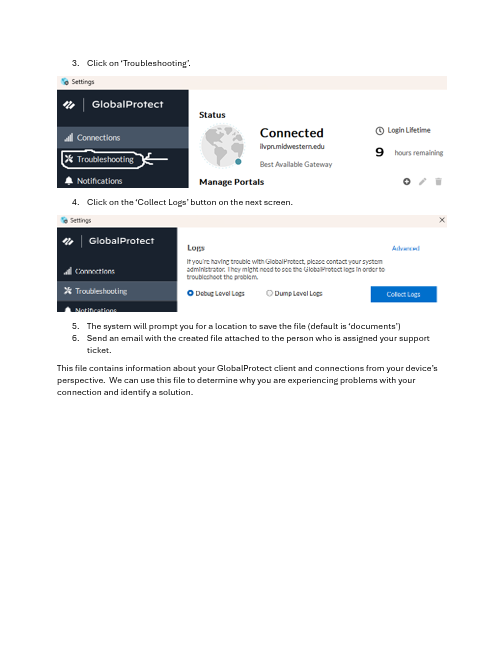 3. Click on ‘Troubleshooting’.
Settings
GlobalProtect
Connections
Troubleshooting
Notifications
Status
Connected
ilvpn.midwestern.edu
Best Available Gateway
Login Lifetime
9 hours remaining
Manage Portals
4. Click on the ‘Collect Logs’ button on the next screen.
Settings
GlobalProtect
Connections
Troubleshooting
Notifications
Logs
Advanced
If you're having trouble with GlobalProtect, please contact your system
administrator. They might need to see the GlobalProtect logs in order to
troubleshoot the problem.
Debug Level Logs
Dump Level Logs
Collect Logs
5. The system will prompt you for a location to save the file (default is ‘documents’)
6. Send an email with the created file attached to the person who is assigned your support
ticket.
This file contains information about your GlobalProtect client and connections from your device’s
perspective. We can use this file to determine why you are experiencing problems with your
connection and identify a solution.